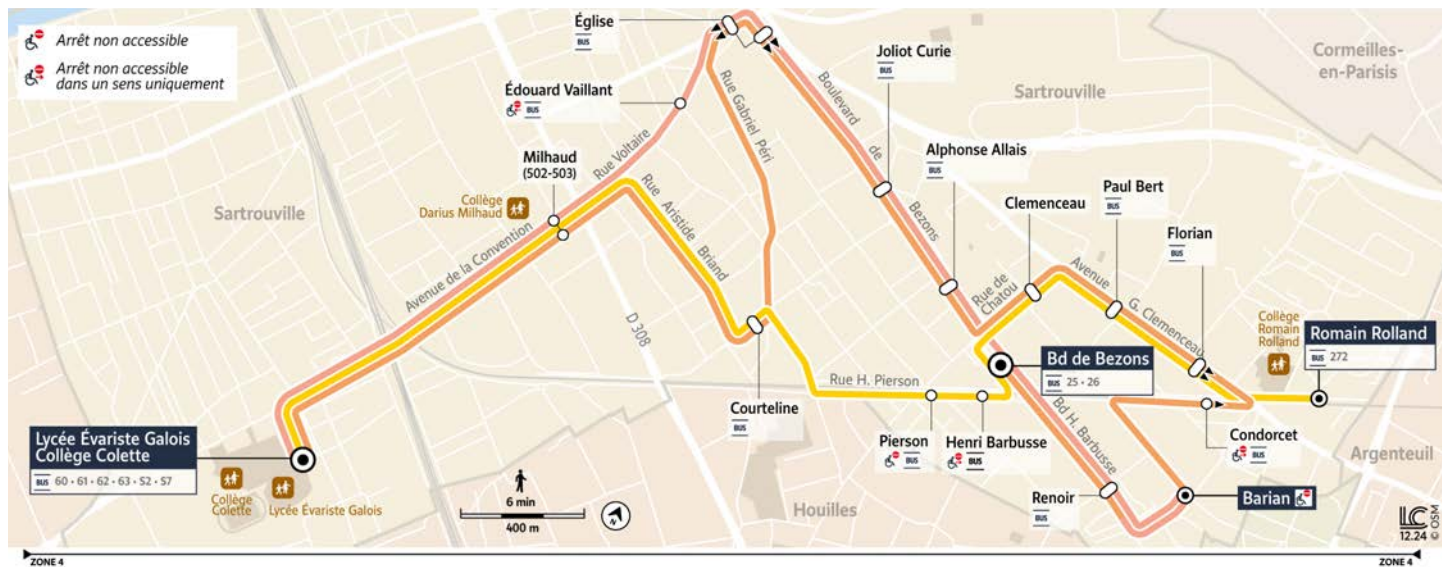 Arrêt non accessible
Arrêt non accessible
dans un sens uniquement
Église
BUS
Édouard Vaillant
BUS
Milhaud
(502-503)
Collège
Darius Milhaud
Sartrouville
Avenue de la Convention
Rue Voltaire
Rue Gabriel Péri
Rue Aristide Briand
D 308
Boulevard de Bezons
Joliot Curie
BUS
Sartrouville
Cormeilles-
en-Parisis
Alphonse Allais
BUS
Clemenceau
Paul Bert
BUS
Florian
BUS
Rue de
Chatou
Avenue G. Clemenceau
Collège
Romain
Rolland
Romain Rolland
BUS 272
Bd de Bezons
BUS 25 • 26
Rue H. Pierson
Courteline
BUS
Pierson
BUS
Henri Barbusse
BUS
Bd H. Barbusse
Condorcet
BUS
Argenteuil
Renoir
BUS
Barian
Houilles
Lycée Évariste Galois
Collège Colette
BUS 60 • 61 • 62 • 63 • S2 • S7
Collège
Colette
Lycée Évariste Galois
6 min
400 m
N
LC
12.24
© OSM
ZONE 4
ZONE 4